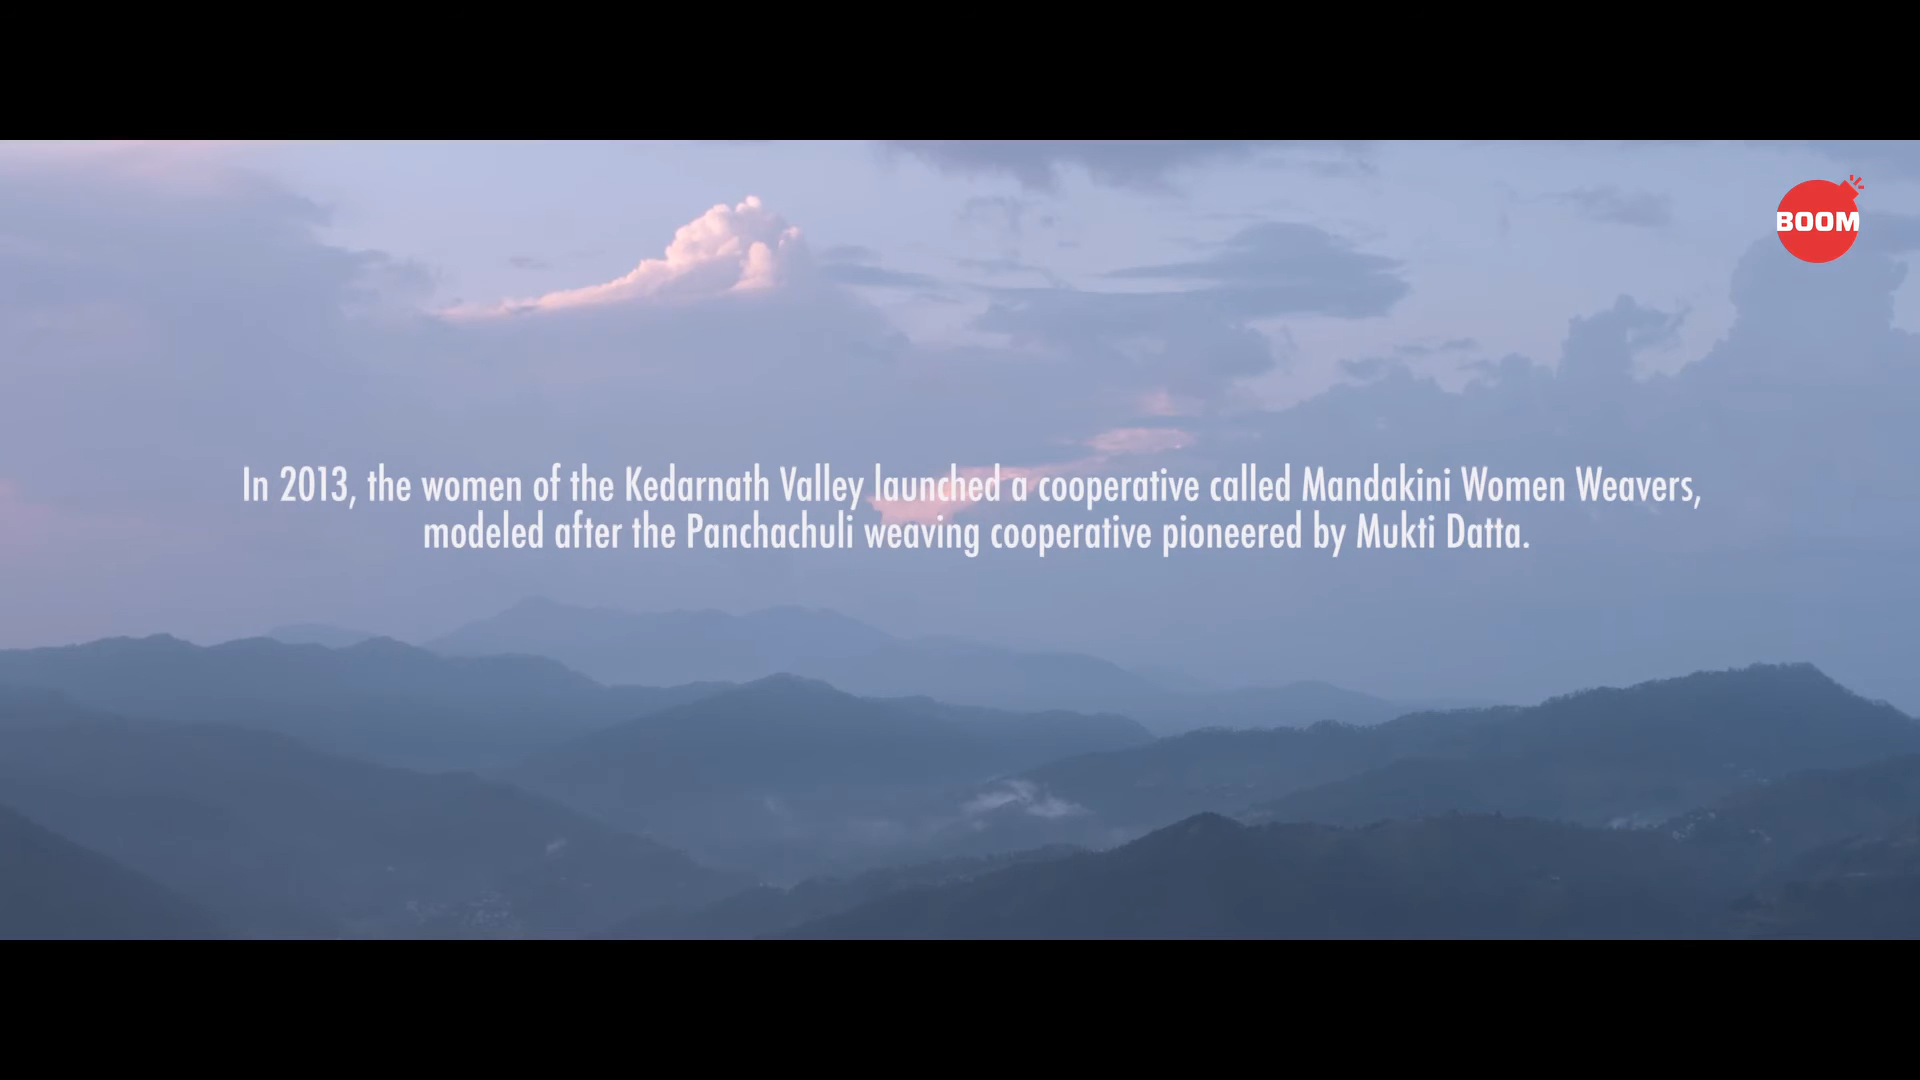 BOOM
In 2013, the women of the Kedarnath Valley launched a cooperative called Mandakini Women Weavers,
modeled after the Panchachuli weaving cooperative pioneered by Mukti Datta.